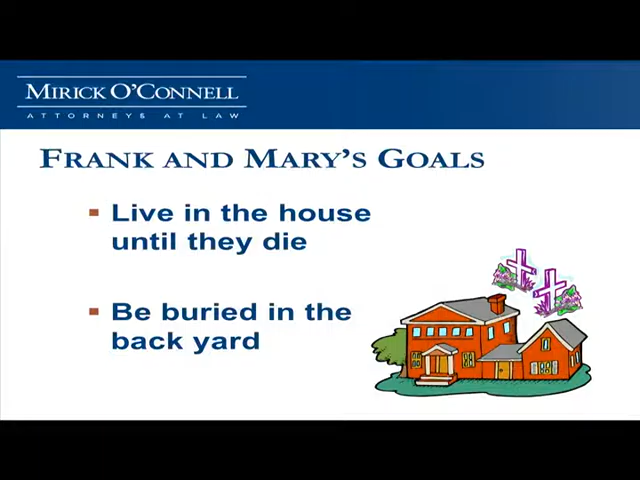 MIRICK O'CONNELL
ATTORNEYS AT LAW
FRANK AND MARY'S GOALS
Live in the house
until they die
Be buried in the
back yard